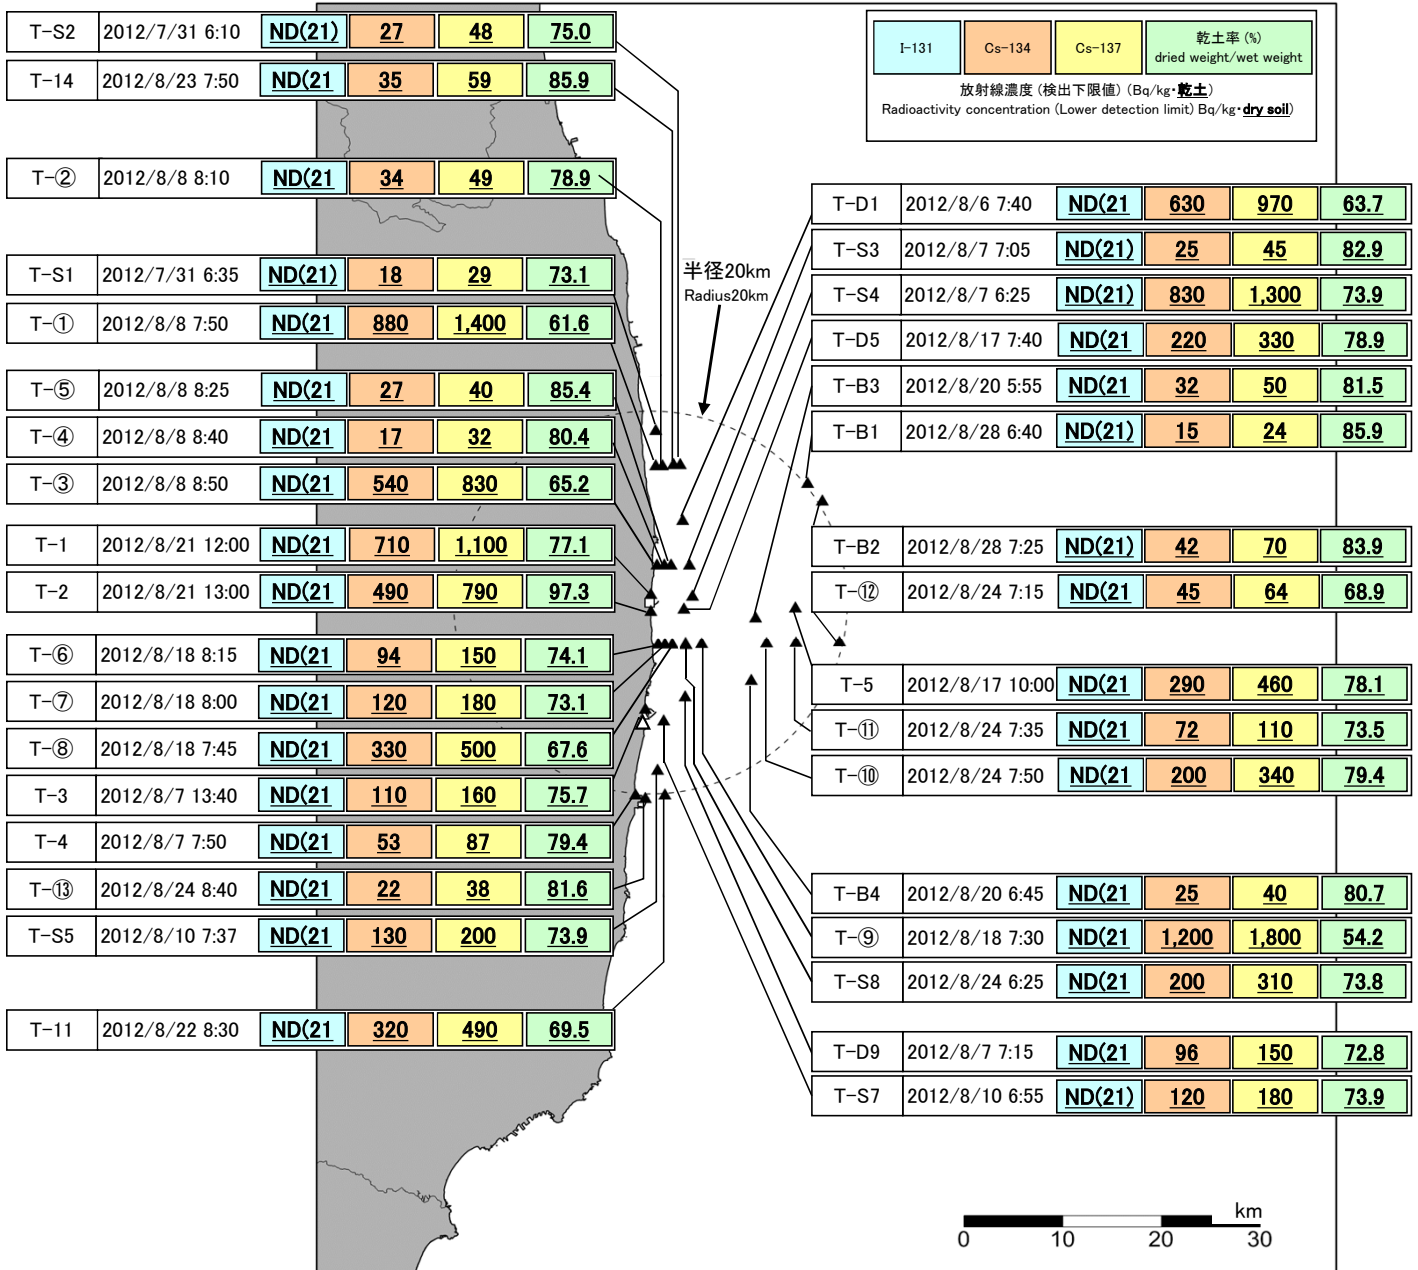 T-S2 2012/7/31 6:10 ND(21) 27 48 75.0
T-14 2012/8/23 7:50 ND(21 35 59 85.9
T-② 2012/8/8 8:10 ND(21 34 49 78.9
T-S1 2012/7/31 6:35 ND(21) 18 29 73.1
T-① 2012/8/8 7:50 ND(21 880 1,400 61.6
T-⑤ 2012/8/8 8:25 ND(21 27 40 85.4
T-④ 2012/8/8 8:40 ND(21 17 32 80.4
T-③ 2012/8/8 8:50 ND(21 540 830 65.2
T-1 2012/8/21 12:00 ND(21 710 1,100 77.1
T-2 2012/8/21 13:00 ND(21 490 790 97.3
T-⑥ 2012/8/18 8:15 ND(21 94 150 74.1
T-⑦ 2012/8/18 8:00 ND(21 120 180 73.1
T-⑧ 2012/8/18 7:45 ND(21 330 500 67.6
T-3 2012/8/7 13:40 ND(21 110 160 75.7
T-4 2012/8/7 7:50 ND(21 53 87 79.4
T-⑬ 2012/8/24 8:40 ND(21 22 38 81.6
T-S5 2012/8/10 7:37 ND(21 130 200 73.9
T-11 2012/8/22 8:30 ND(21 320 490 69.5
半径20km
Radius20km
I-131 Cs-134 Cs-137 乾土率 (%)
dried weight/wet weight
放射線濃度 (検出下限値) (Bq/kg・乾土)
Radioactivity concentration (Lower detection limit) Bq/kg・dry soil)
T-D1 2012/8/6 7:40 ND(21 630 970 63.7
T-S3 2012/8/7 7:05 ND(21) 25 45 82.9
T-S4 2012/8/7 6:25 ND(21) 830 1,300 73.9
T-D5 2012/8/17 7:40 ND(21 220 330 78.9
T-B3 2012/8/20 5:55 ND(21 32 50 81.5
T-B1 2012/8/28 6:40 ND(21) 15 24 85.9
T-B2 2012/8/28 7:25 ND(21) 42 70 83.9
T-⑫ 2012/8/24 7:15 ND(21 45 64 68.9
T-5 2012/8/17 10:00 ND(21 290 460 78.1
T-⑪ 2012/8/24 7:35 ND(21 72 110 73.5
T-⑩ 2012/8/24 7:50 ND(21 200 340 79.4
T-B4 2012/8/20 6:45 ND(21 25 40 80.7
T-⑨ 2012/8/18 7:30 ND(21 1,200 1,800 54.2
T-S8 2012/8/24 6:25 ND(21 200 310 73.8
T-D9 2012/8/7 7:15 ND(21 96 150 72.8
T-S7 2012/8/10 6:55 ND(21) 120 180 73.9
km
0 10 20 30